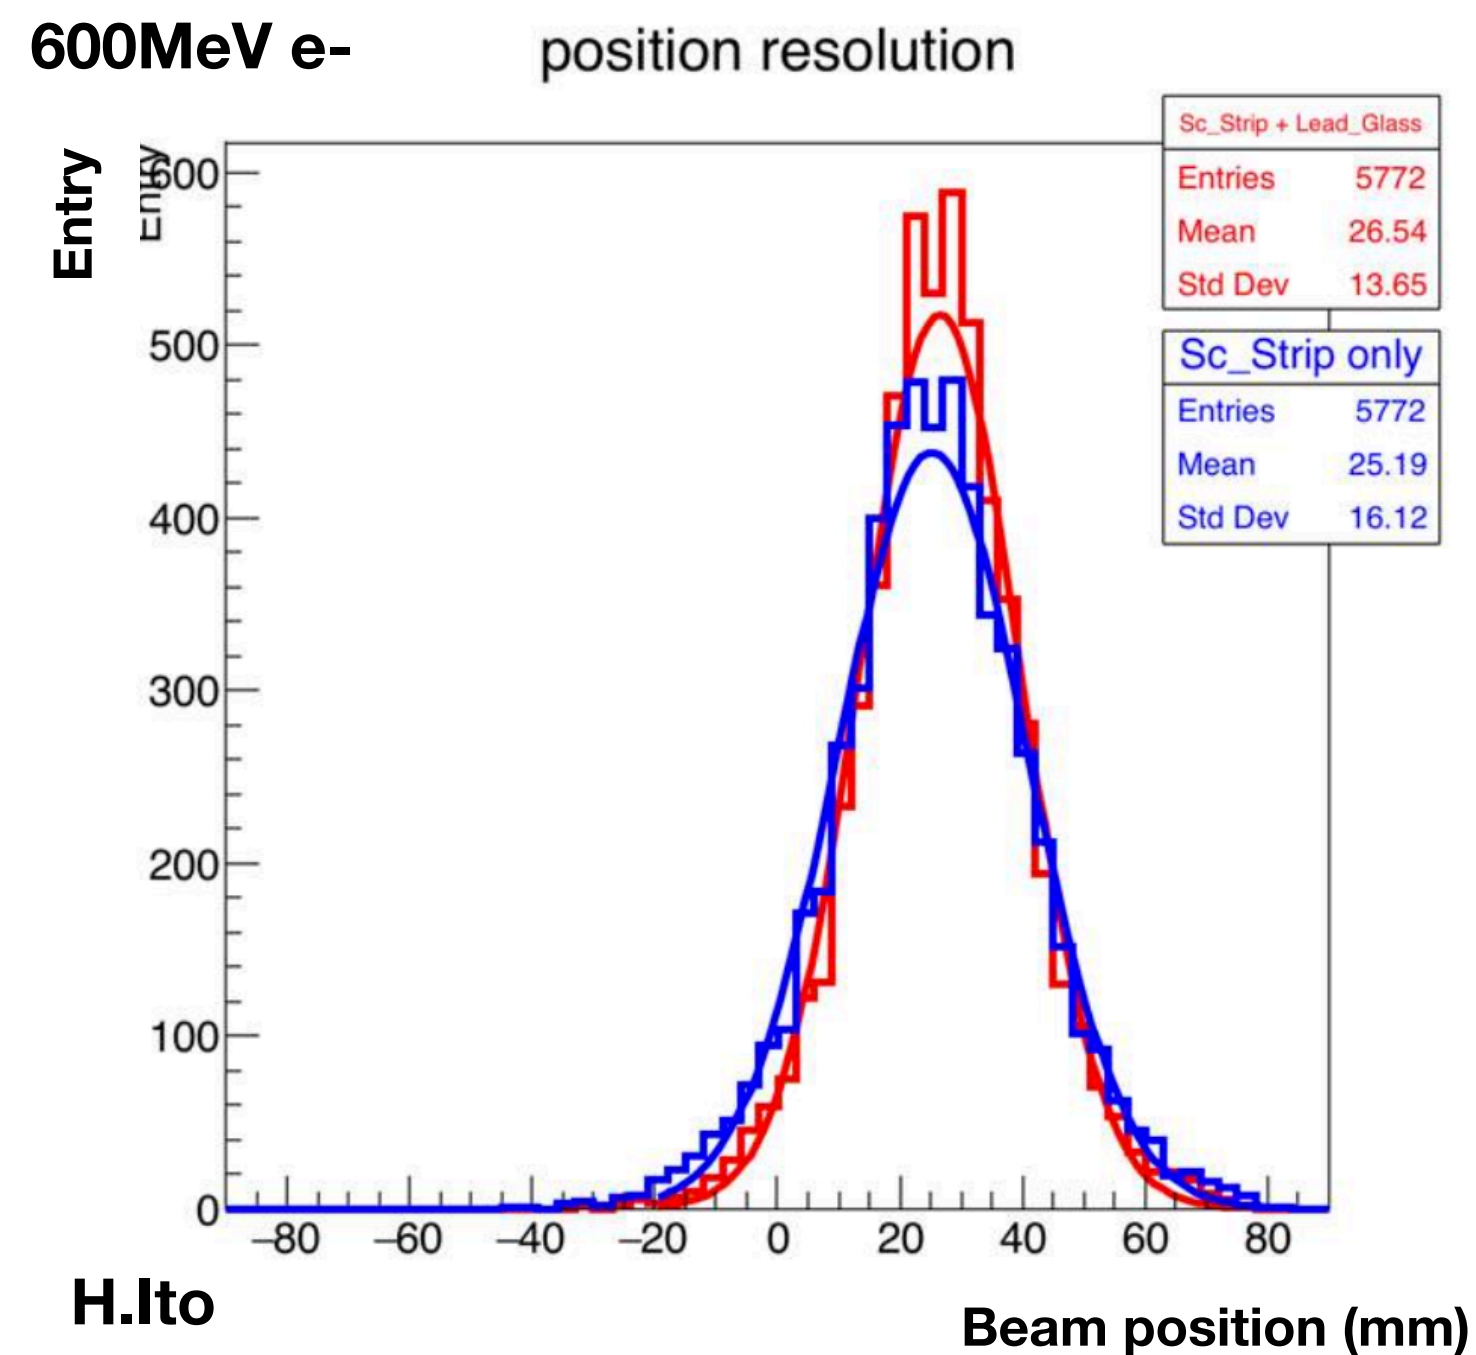 600MeV e-
position resolution
Entry
Entry
Sc_Strip + Lead_Glass
Entries 5772
Mean 26.54
Std Dev 13.65
Sc_Strip only
Entries 5772
Mean 25.19
Std Dev 16.12
600
500
400
300
200
100
0
−80 −60 −40 −20 0 20 40 60 80
H.Ito
Beam position (mm)